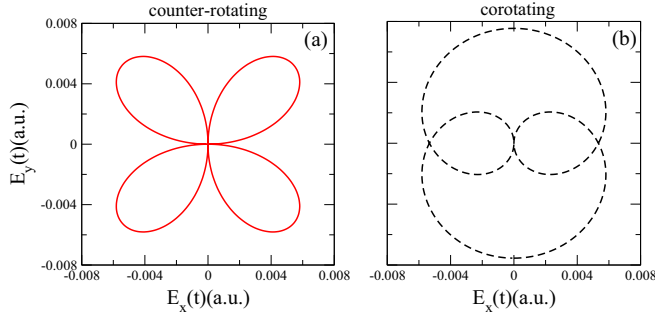 counter-rotating
corotating
(a)
(b)
0.008
0.004
0
-0.004
-0.008
E_y(t)(a.u.)
-0.008
-0.004
0
0.004
0.008
-0.008
-0.004
0
0.004
0.008
E_x(t)(a.u.)
E_x(t)(a.u.)